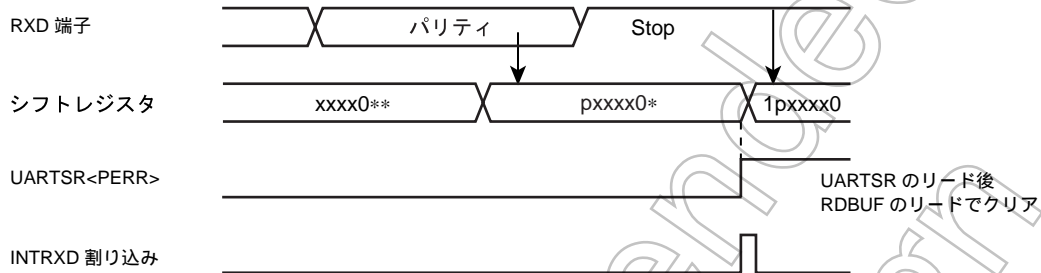 RXD 端子
パリティ
Stop
シフトレジスタ
xxxx0**
pxxxx0*
1pxxxx0
UARTSR<PERR>
UARTSR のリード後
RDBUF のリードでクリア
INTRXD 割り込み